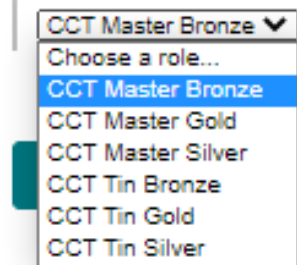 CCT Master Bronze
Choose a role...
CCT Master Bronze
CCT Master Gold
CCT Master Silver
CCT Tin Bronze
CCT Tin Gold
CCT Tin Silver